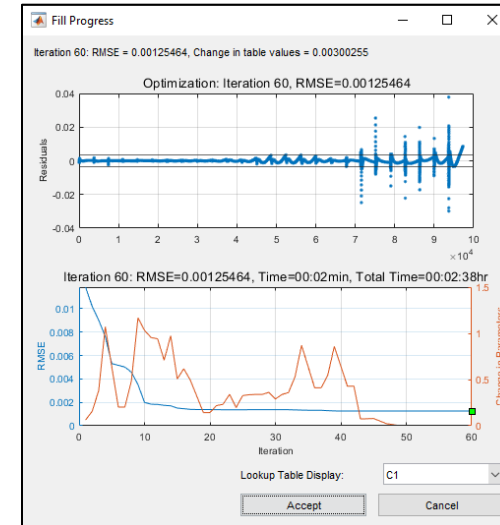 Fill Progress
Iteration 60: RMSE = 0.00125464, Change in table values = 0.00300255
Optimization: Iteration 60, RMSE=0.00125464
0.04
0.02
0
-0.02
-0.04
Residuals
0 1 2 3 4 5 6 7 8 9 10
×10⁴
Iteration 60: RMSE=0.00125464, Time=00:02min, Total Time=00:02:38hr
0.01
0.008
0.006
0.004
0.002
0
RMSE
1.5
1
0.5
0
Change in Parameters
0 10 20 30 40 50 60
Iteration
Lookup Table Display: C1
Accept Cancel